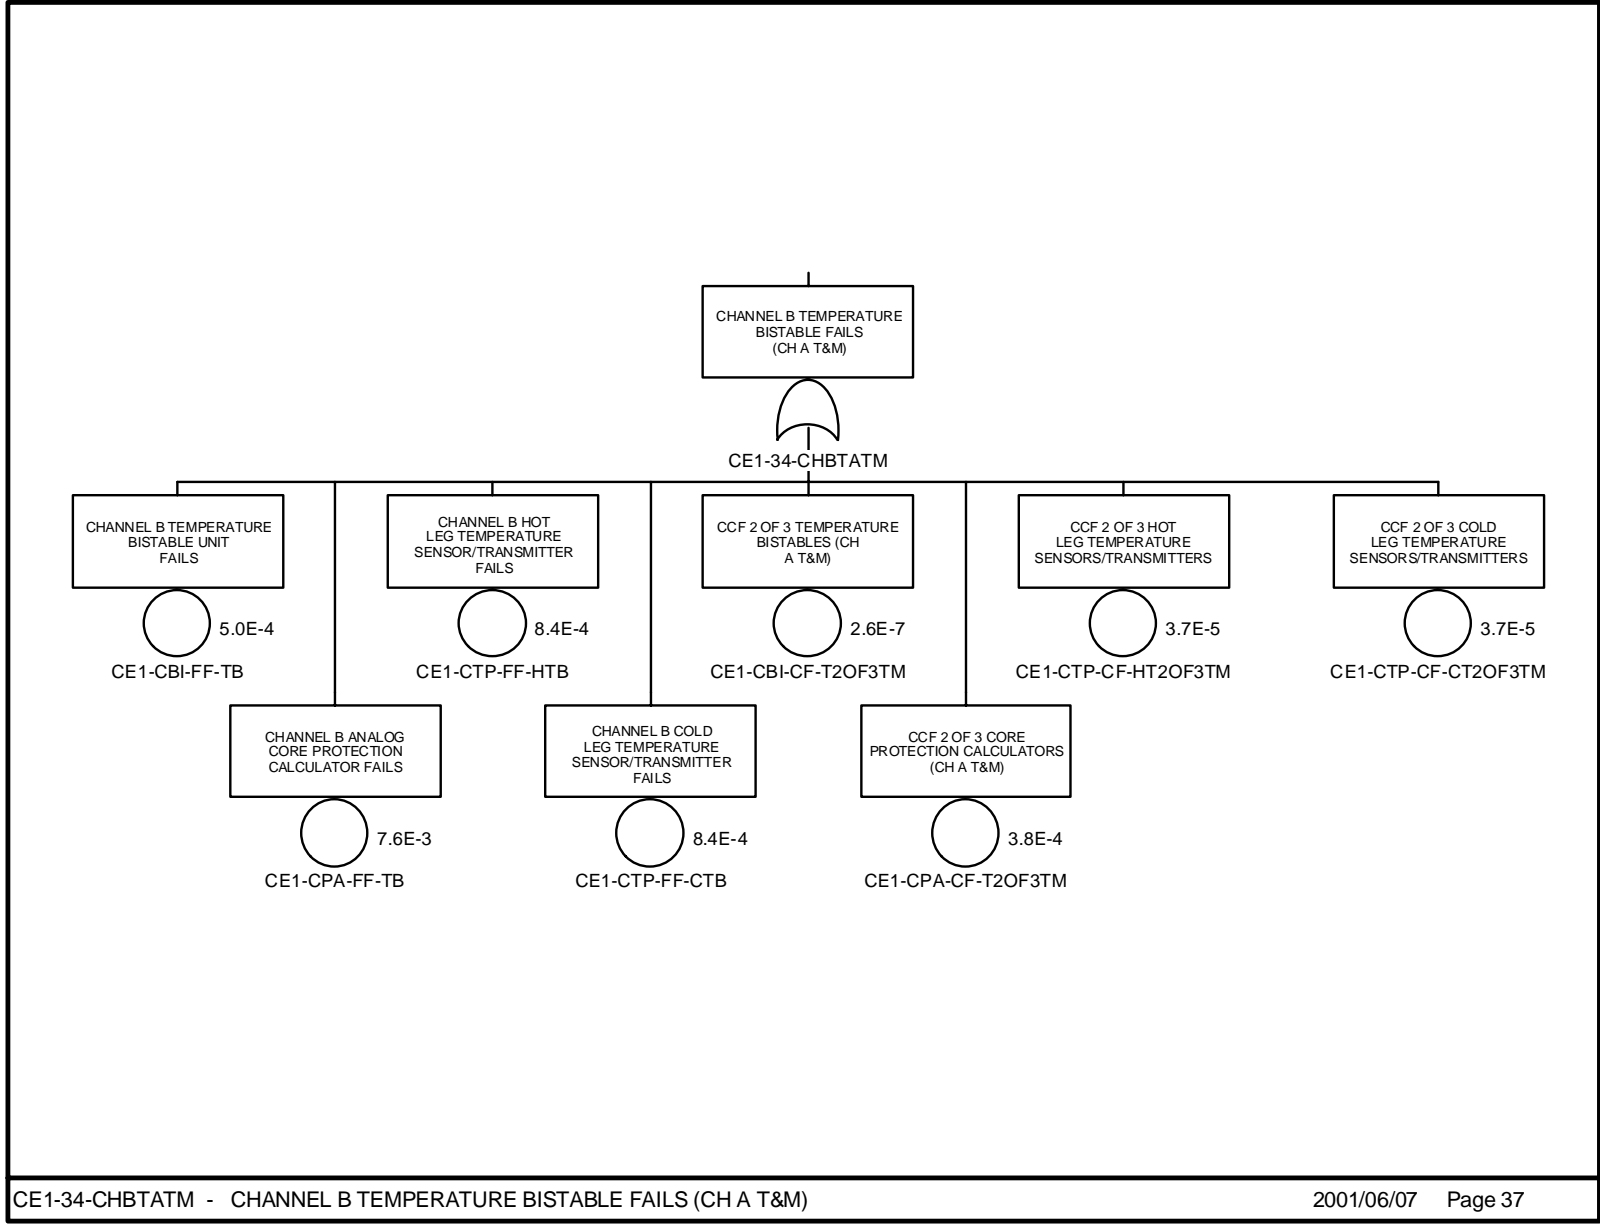 CHANNEL B TEMPERATURE
BISTABLE FAILS
(CH A T&M)
CE1-34-CHBTATM
CHANNEL B TEMPERATURE
BISTABLE UNIT
FAILS
5.0E-4
CE1-CBI-FF-TB
CHANNEL B HOT
LEG TEMPERATURE
SENSOR/TRANSMITTER
FAILS
8.4E-4
CE1-CTP-FF-HTB
CCF 2 OF 3 TEMPERATURE
BISTABLES (CH
A T&M)
2.6E-7
CE1-CBI-CF-T2OF3TM
CCF 2 OF 3 HOT
LEG TEMPERATURE
SENSORS/TRANSMITTERS
3.7E-5
CE1-CTP-CF-HT2OF3TM
CCF 2 OF 3 COLD
LEG TEMPERATURE
SENSORS/TRANSMITTERS
3.7E-5
CE1-CTP-CF-CT2OF3TM
CHANNEL B ANALOG
CORE PROTECTION
CALCULATOR FAILS
7.6E-3
CE1-CPA-FF-TB
CHANNEL B COLD
LEG TEMPERATURE
SENSOR/TRANSMITTER
FAILS
8.4E-4
CE1-CTP-FF-CTB
CCF 2 OF 3 CORE
PROTECTION CALCULATORS
(CH A T&M)
3.8E-4
CE1-CPA-CF-T2OF3TM
CE1-34-CHBTATM - CHANNEL B TEMPERATURE BISTABLE FAILS (CH A T&M)
2001/06/07 Page 37